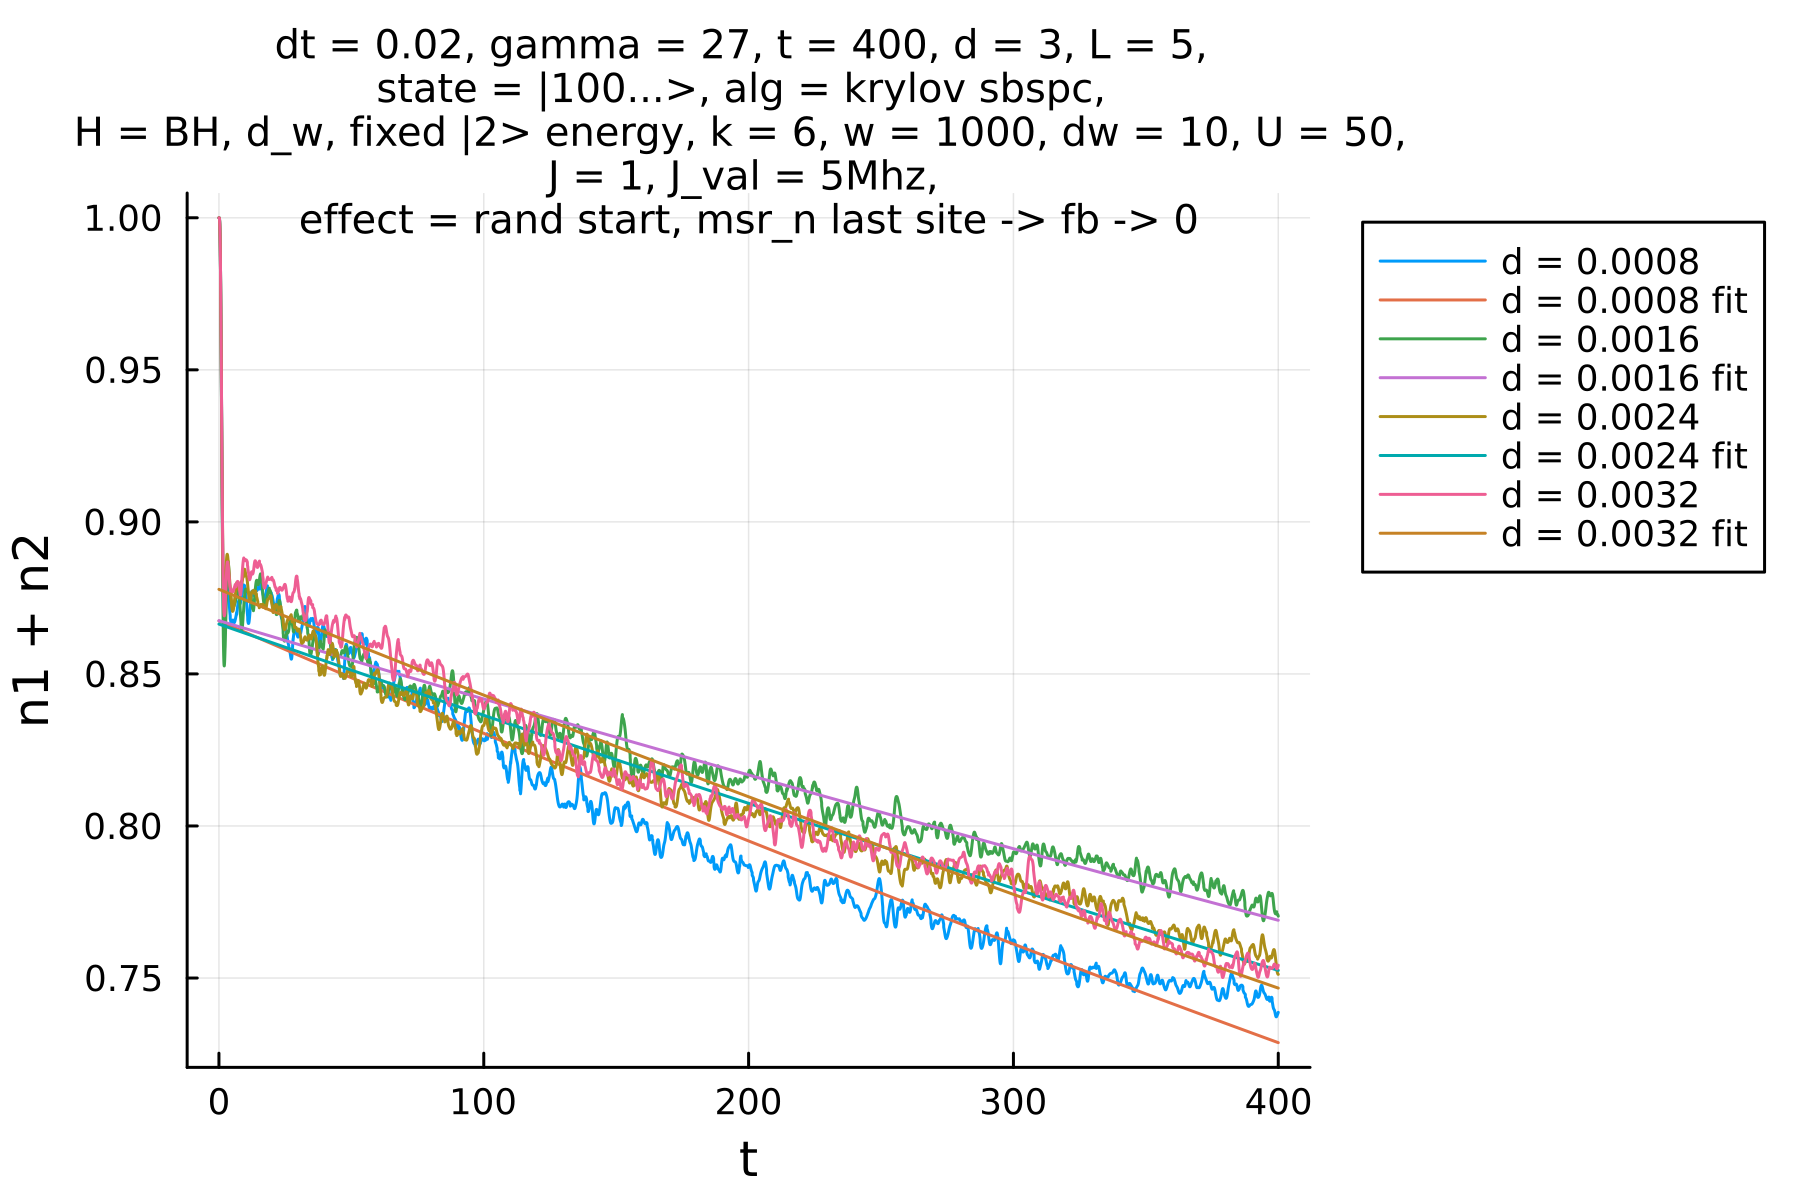 dt = 0.02, gamma = 27, t = 400, d = 3, L = 5,
state = |100...>, alg = krylov sbspc,
H = BH, d_w, fixed |2> energy, k = 6, w = 1000, dw = 10, U = 50,
J = 1, J_val = 5Mhz,
effect = rand start, msr_n last site -> fb -> 0
1.00
0.95
0.90
0.85
0.80
0.75
n1 + n2
0
100
200
300
400
t
d = 0.0008
d = 0.0008 fit
d = 0.0016
d = 0.0016 fit
d = 0.0024
d = 0.0024 fit
d = 0.0032
d = 0.0032 fit